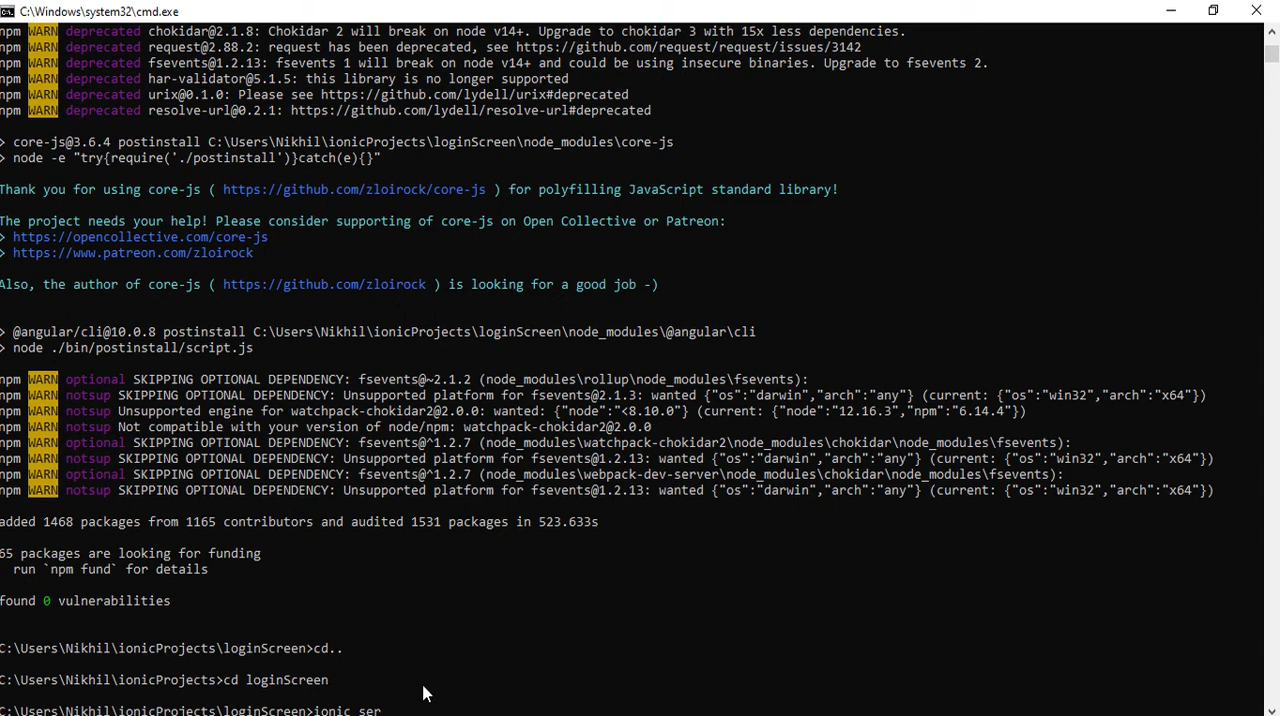 C:\Windows\system32\cmd.exe
npm WARN deprecated chokidar@2.1.8: Chokidar 2 will break on node v14+. Upgrade to chokidar 3 with 15x less dependencies.
npm WARN deprecated request@2.88.2: request has been deprecated, see https://github.com/request/request/issues/3142
npm WARN deprecated fsevents@1.2.13: fsevents 1 will break on node v14+ and could be using insecure binaries. Upgrade to fsevents 2.
npm WARN deprecated har-validator@5.1.5: this library is no longer supported
npm WARN deprecated urix@0.1.0: Please see https://github.com/lydell/urix#deprecated
npm WARN deprecated resolve-url@0.2.1: https://github.com/lydell/resolve-url#deprecated
> core-js@3.6.4 postinstall C:\Users\Nikhil\ionicProjects\loginScreen\node_modules\core-js
> node -e "try{require('./postinstall')}catch(e){}"
Thank you for using core-js ( https://github.com/zloirock/core-js ) for polyfilling JavaScript standard library!
The project needs your help! Please consider supporting of core-js on Open Collective or Patreon:
> https://opencollective.com/core-js
> https://www.patreon.com/zloirock
Also, the author of core-js ( https://github.com/zloirock ) is looking for a good job -)
> @angular/cli@10.0.8 postinstall C:\Users\Nikhil\ionicProjects\loginScreen\node_modules\@angular\cli
> node ./bin/postinstall/script.js
npm WARN optional SKIPPING OPTIONAL DEPENDENCY: fsevents@~2.1.2 (node_modules\rollup\node_modules\fsevents):
npm WARN notsup SKIPPING OPTIONAL DEPENDENCY: Unsupported platform for fsevents@2.1.3: wanted {"os":"darwin","arch":"any"} (current: {"os":"win32","arch":"x64"})
npm WARN notsup Unsupported engine for watchpack-chokidar2@2.0.0: wanted: {"node":"<8.10.0"} (current: {"node":"12.16.3","npm":"6.14.4"})
npm WARN notsup Not compatible with your version of node/npm: watchpack-chokidar2@2.0.0
npm WARN optional SKIPPING OPTIONAL DEPENDENCY: fsevents@^1.2.7 (node_modules\watchpack-chokidar2\node_modules\chokidar\node_modules\fsevents):
npm WARN notsup SKIPPING OPTIONAL DEPENDENCY: Unsupported platform for fsevents@1.2.13: wanted {"os":"darwin","arch":"any"} (current: {"os":"win32","arch":"x64"})
npm WARN optional SKIPPING OPTIONAL DEPENDENCY: fsevents@^1.2.7 (node_modules\webpack-dev-server\node_modules\chokidar\node_modules\fsevents):
npm WARN notsup SKIPPING OPTIONAL DEPENDENCY: Unsupported platform for fsevents@1.2.13: wanted {"os":"darwin","arch":"any"} (current: {"os":"win32","arch":"x64"})
added 1468 packages from 1165 contributors and audited 1531 packages in 523.633s
65 packages are looking for funding
run `npm fund` for details
found 0 vulnerabilities
C:\Users\Nikhil\ionicProjects\loginScreen>cd..
C:\Users\Nikhil\ionicProjects>cd loginScreen
C:\Users\Nikhil\ionicProjects\loginScreen>ionic ser